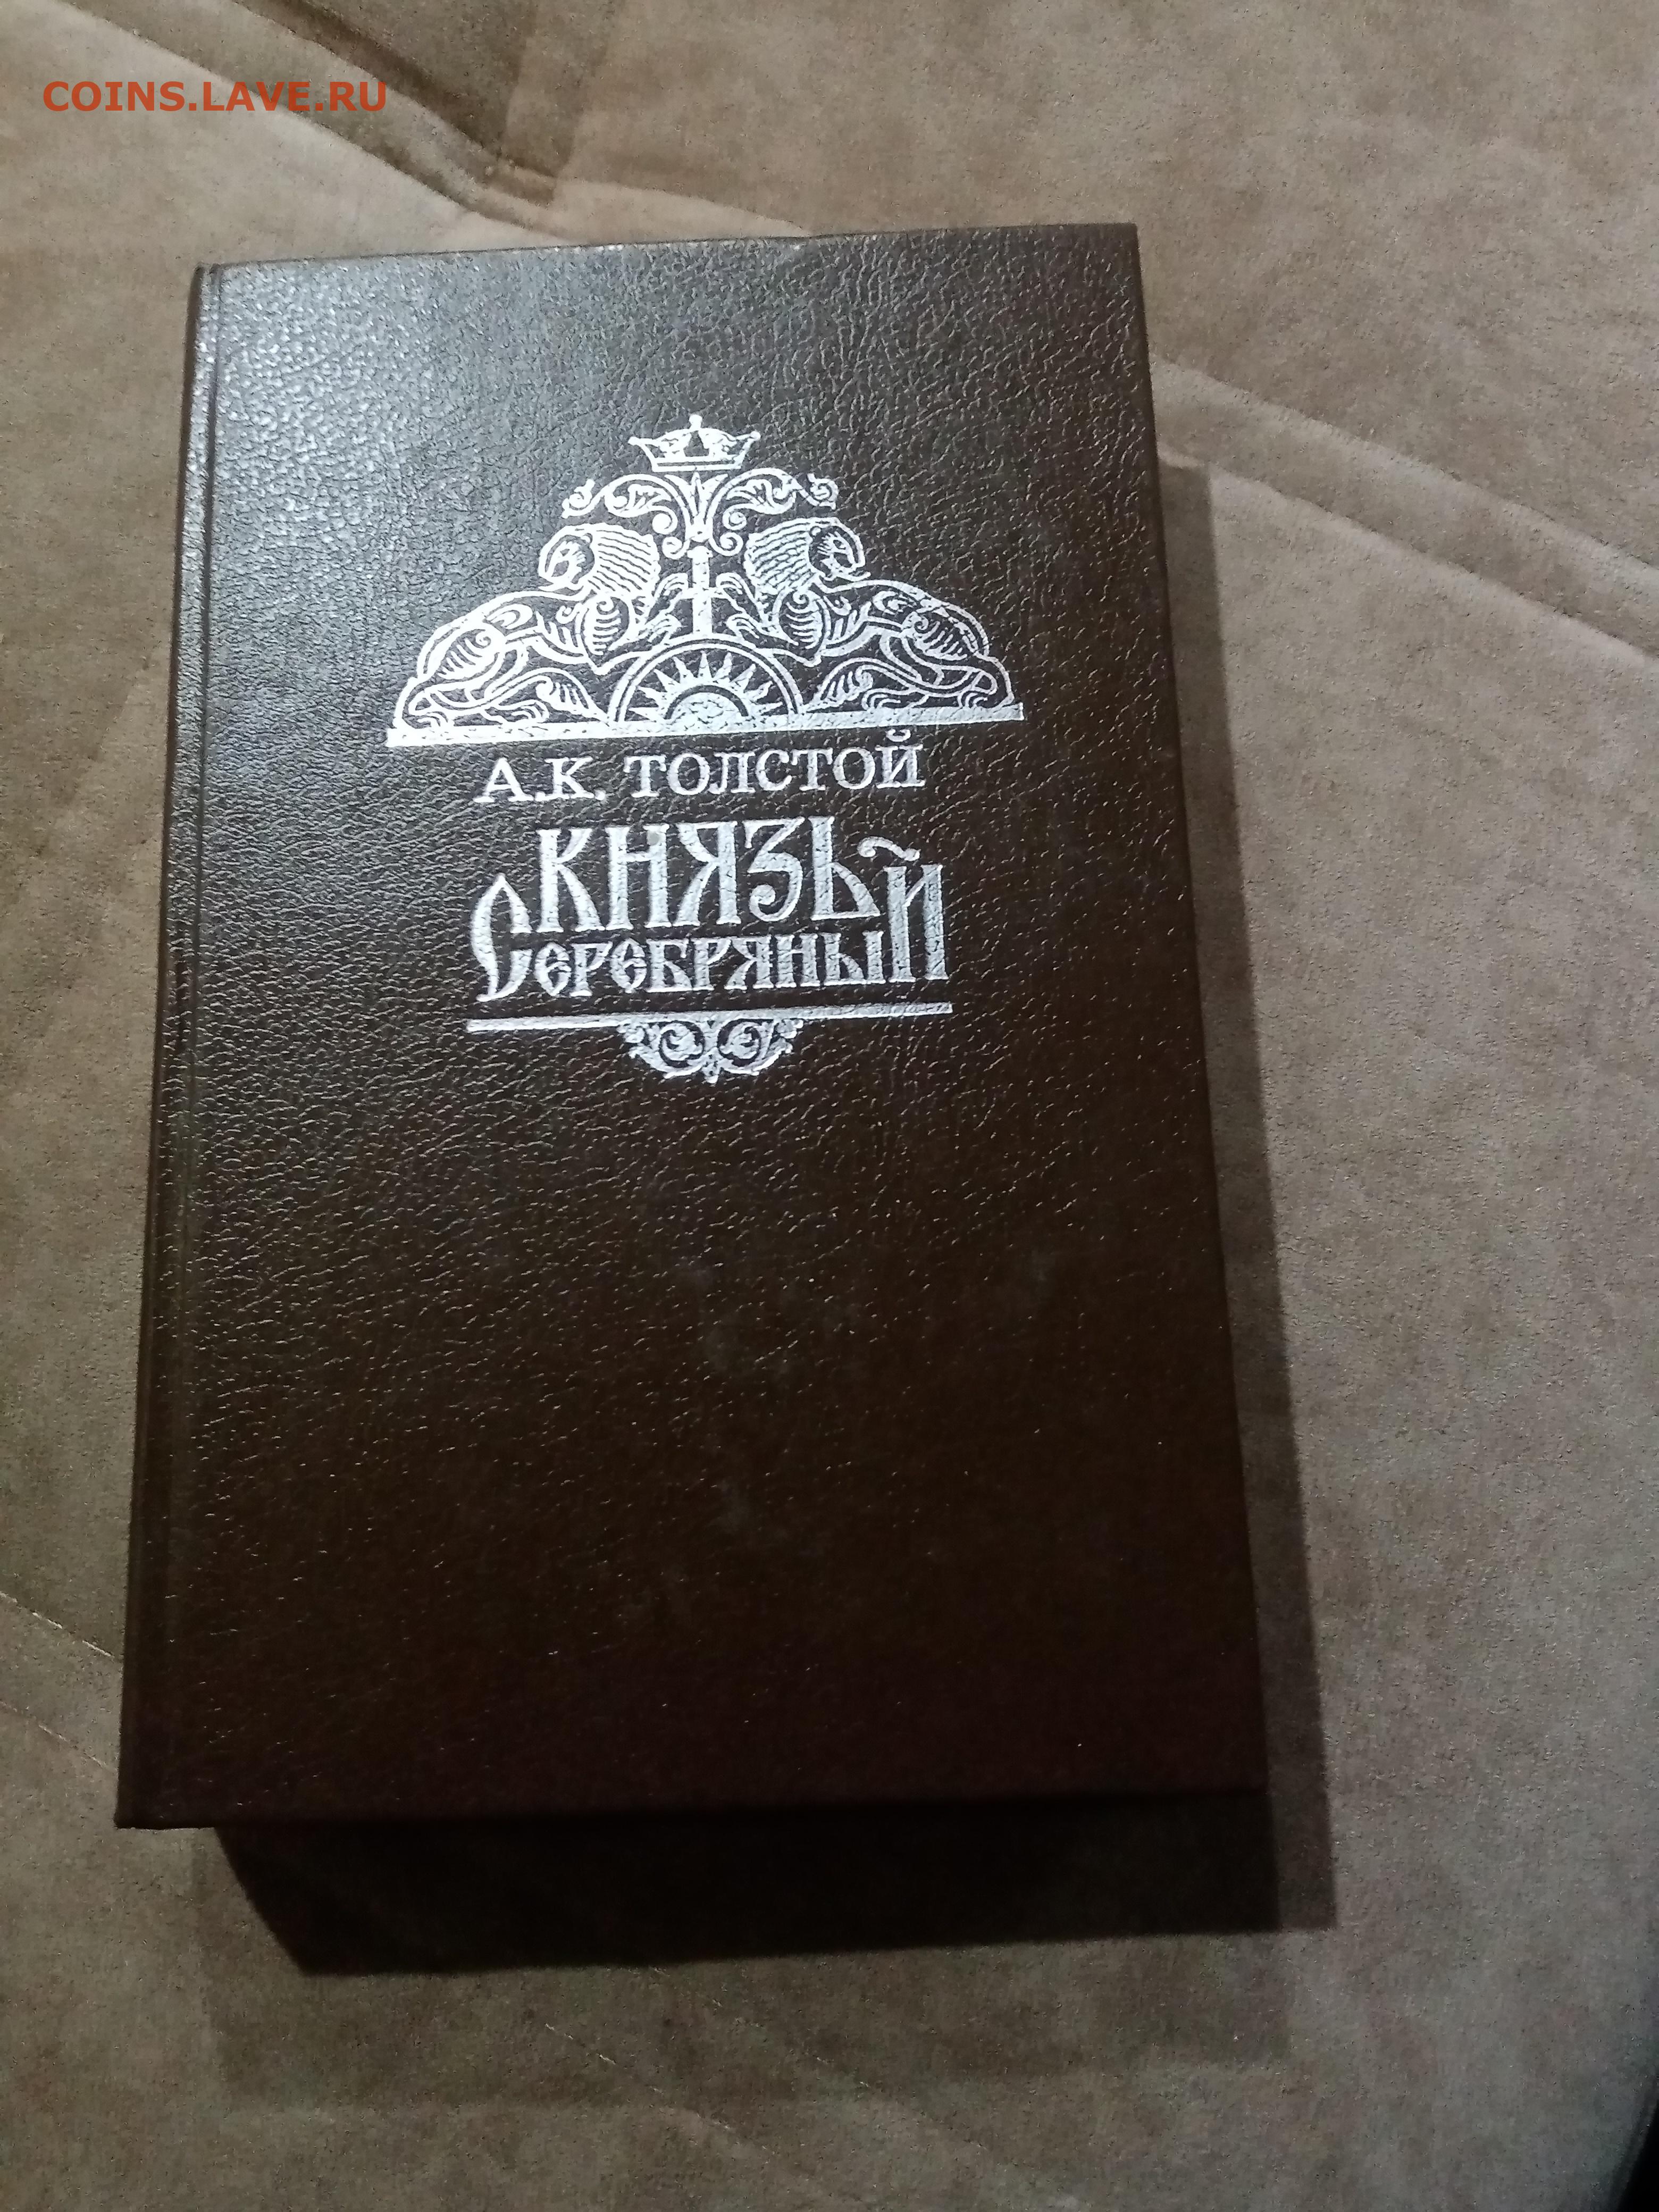 COINS.LAVE.RU
А.К. ТОЛСТОЙ
КНЯЗЬ
СЕРЕБРЯНЫЙ